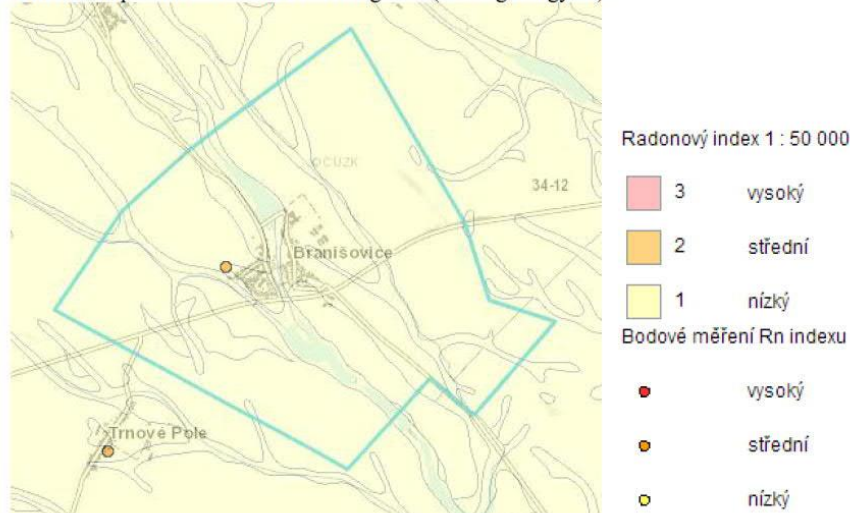 © ČÚZK
34-12
Branišovice
Trnové Pole
Radonový index 1 : 50 000
3 vysoký
2 střední
1 nízký
Bodové měření Rn indexu
vysoký
střední
nízký